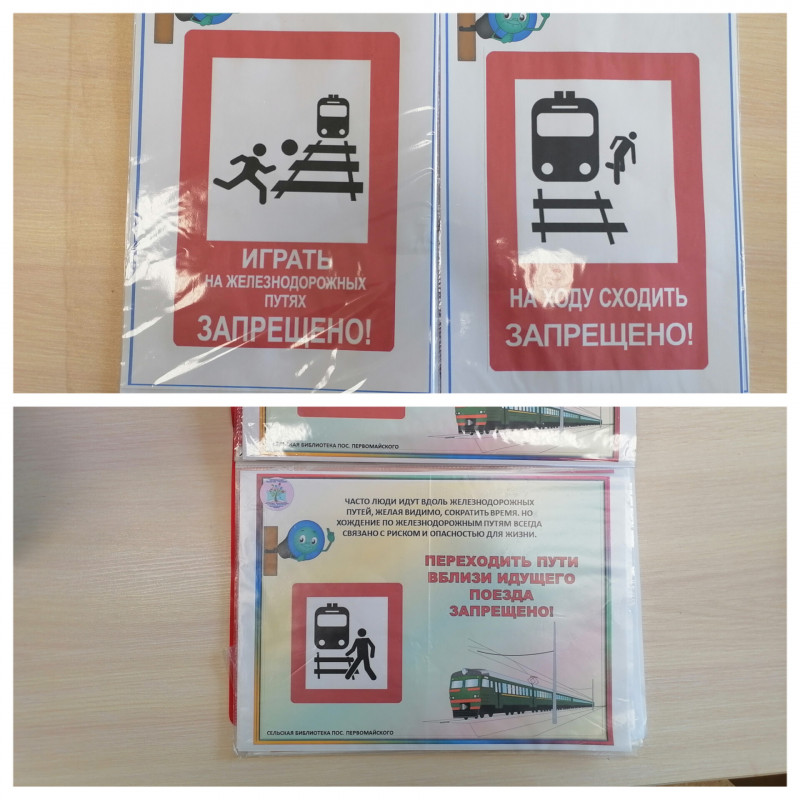 ИГРАТЬ
НА ЖЕЛЕЗНОДОРОЖНЫХ
ПУТЯХ
ЗАПРЕЩЕНО!
НА ХОДУ СХОДИТЬ
ЗАПРЕЩЕНО!
СЕЛЬСКАЯ БИБЛИОТЕКА ПОС. ПЕРВОМАЙСКОГО
ЧАСТО ЛЮДИ ИДУТ ВДОЛЬ ЖЕЛЕЗНОДОРОЖНЫХ
ПУТЕЙ, ЖЕЛАЯ ВИДИМО, СОКРАТИТЬ ВРЕМЯ. НО
ХОЖДЕНИЕ ПО ЖЕЛЕЗНОДОРОЖНЫМ ПУТЯМ ВСЕГДА
СВЯЗАНО С РИСКОМ И ОПАСНОСТЬЮ ДЛЯ ЖИЗНИ.
ПЕРЕХОДИТЬ ПУТИ
ВБЛИЗИ ИДУЩЕГО
ПОЕЗДА
ЗАПРЕЩЕНО!
СЕЛЬСКАЯ БИБЛИОТЕКА ПОС. ПЕРВОМАЙСКОГО